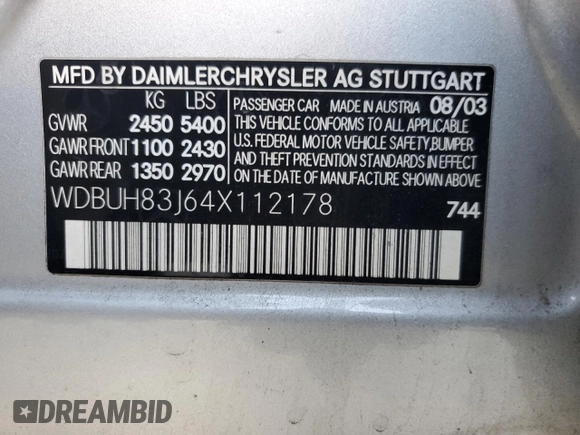 MFD BY DAIMLERCHRYSLER AG STUTTGART
KG LBS
GVWR 2450 5400
GAWR FRONT 1100 2430
GAWR REAR 1350 2970
PASSENGER CAR MADE IN AUSTRIA 08/03
THIS VEHICLE CONFORMS TO ALL APPLICABLE
U.S. FEDERAL MOTOR VEHICLE SAFETY,BUMPER
AND THEFT PREVENTION STANDARDS IN EFFECT
ON THE DATE OF MANUFACTURE SHOWN ABOVE.
WDBUH83J64X112178
744
DREAMBID